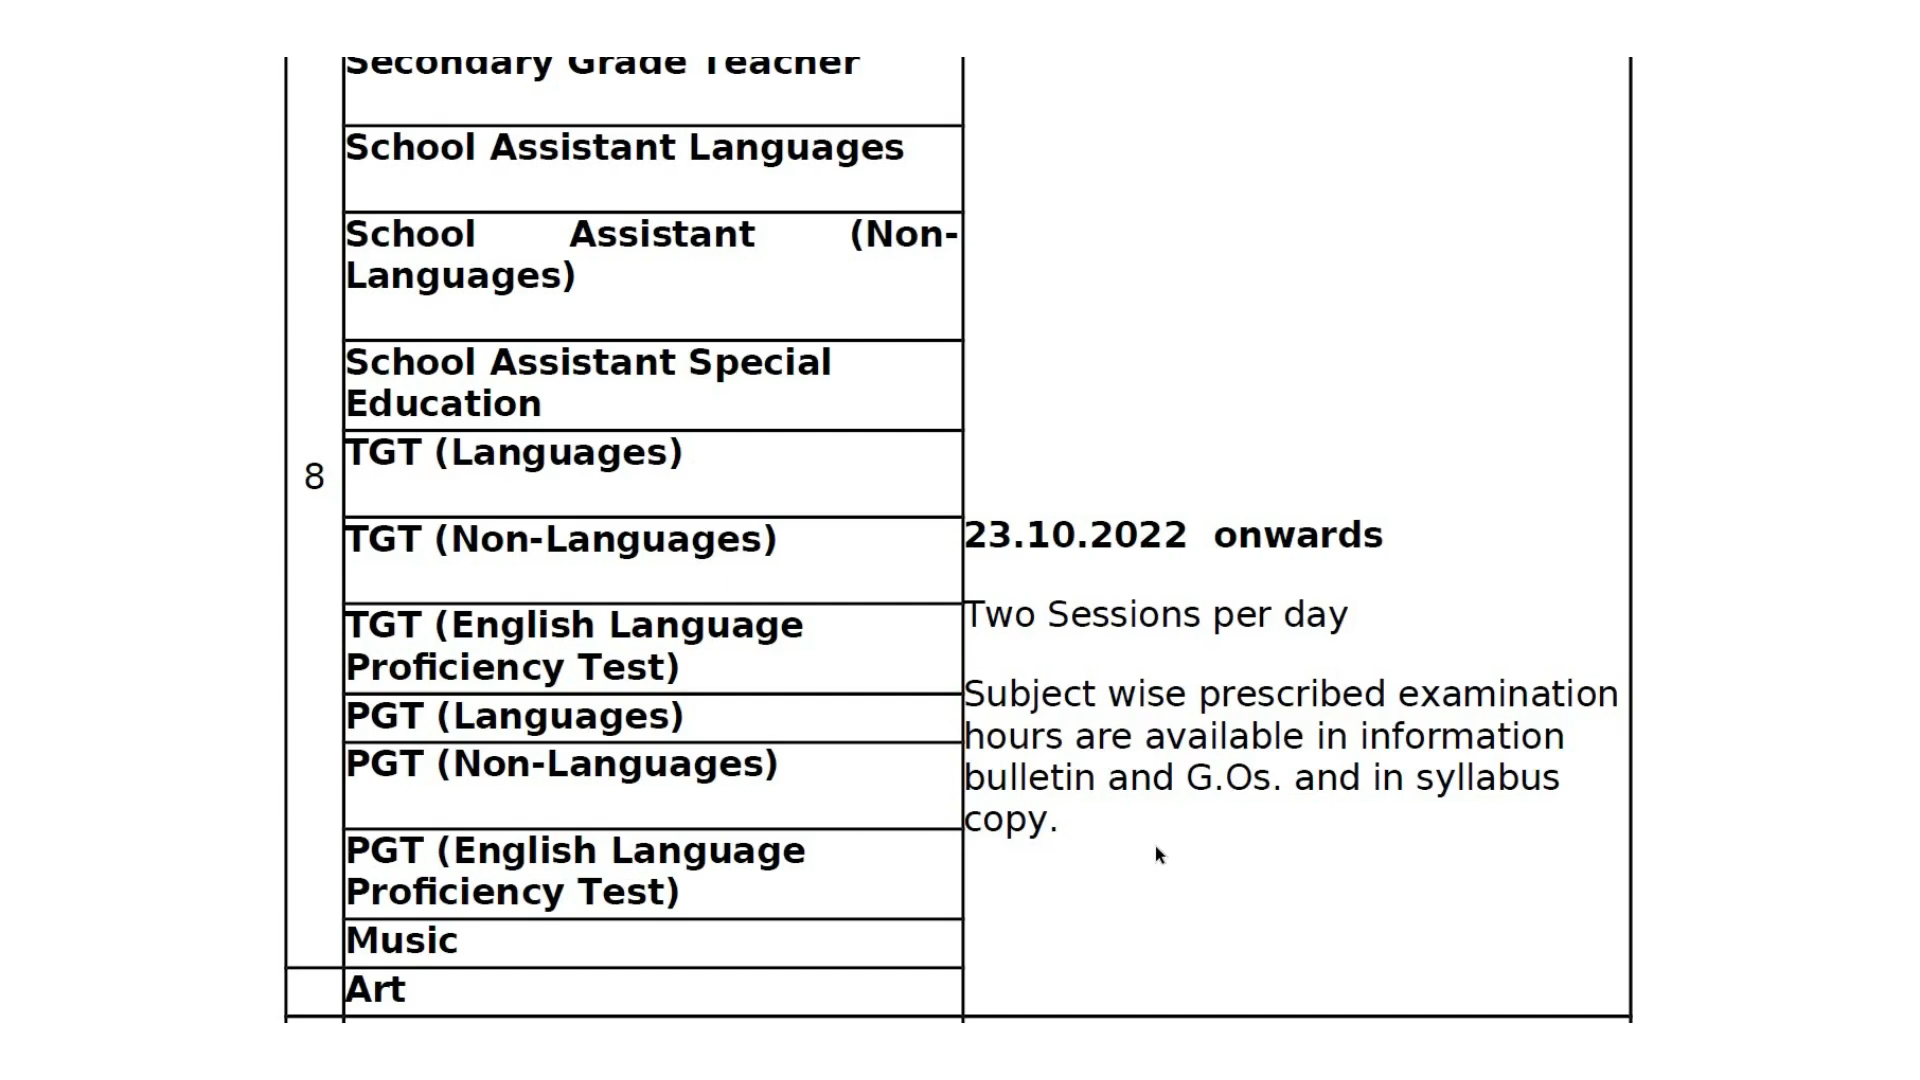 Secondary Grade Teacher
School Assistant Languages
School Assistant (Non-
Languages)
School Assistant Special
Education
TGT (Languages)
8
TGT (Non-Languages)
TGT (English Language
Proficiency Test)
PGT (Languages)
PGT (Non-Languages)
PGT (English Language
Proficiency Test)
Music
Art
23.10.2022 onwards
Two Sessions per day
Subject wise prescribed examination
hours are available in information
bulletin and G.Os. and in syllabus
copy.